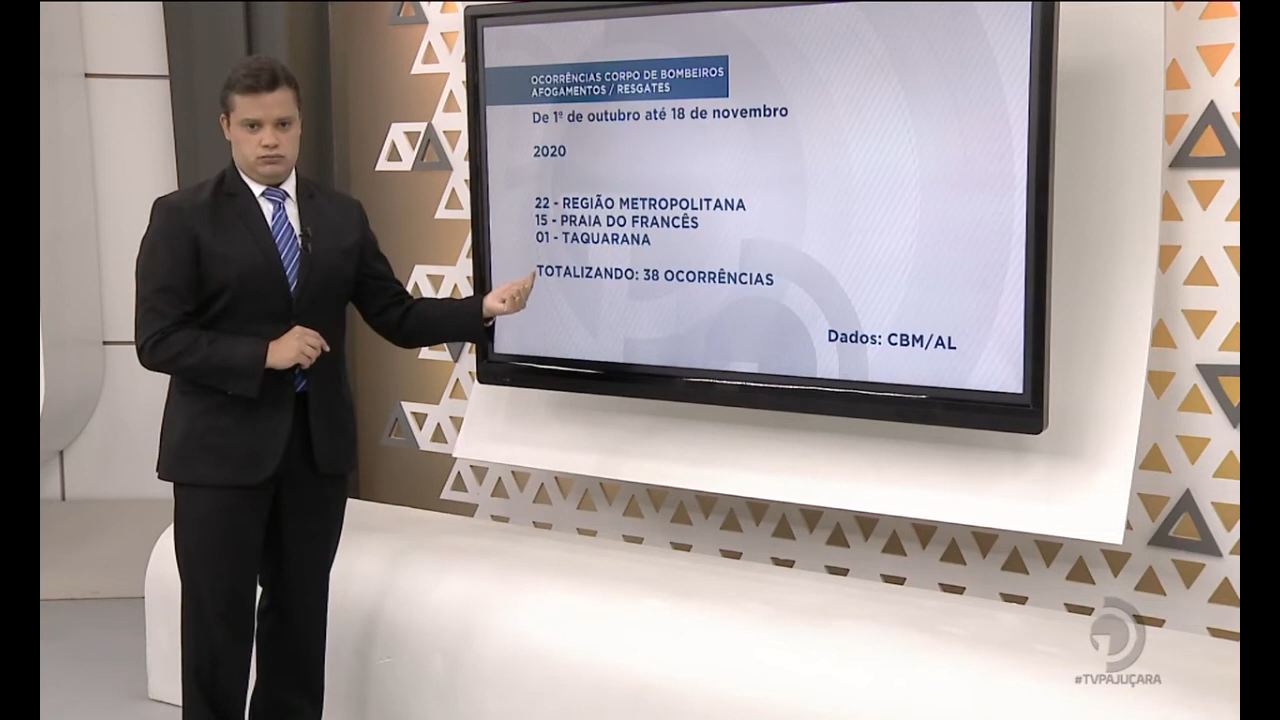 OCORRÊNCIAS CORPO DE BOMBEIROS
AFOGAMENTOS / RESGATES
De 1º de outubro até 18 de novembro
2020
22 - REGIÃO METROPOLITANA
15 - PRAIA DO FRANCÊS
01 - TAQUARANA
TOTALIZANDO: 38 OCORRÊNCIAS
Dados: CBM/AL
#TVPAJUÇARA